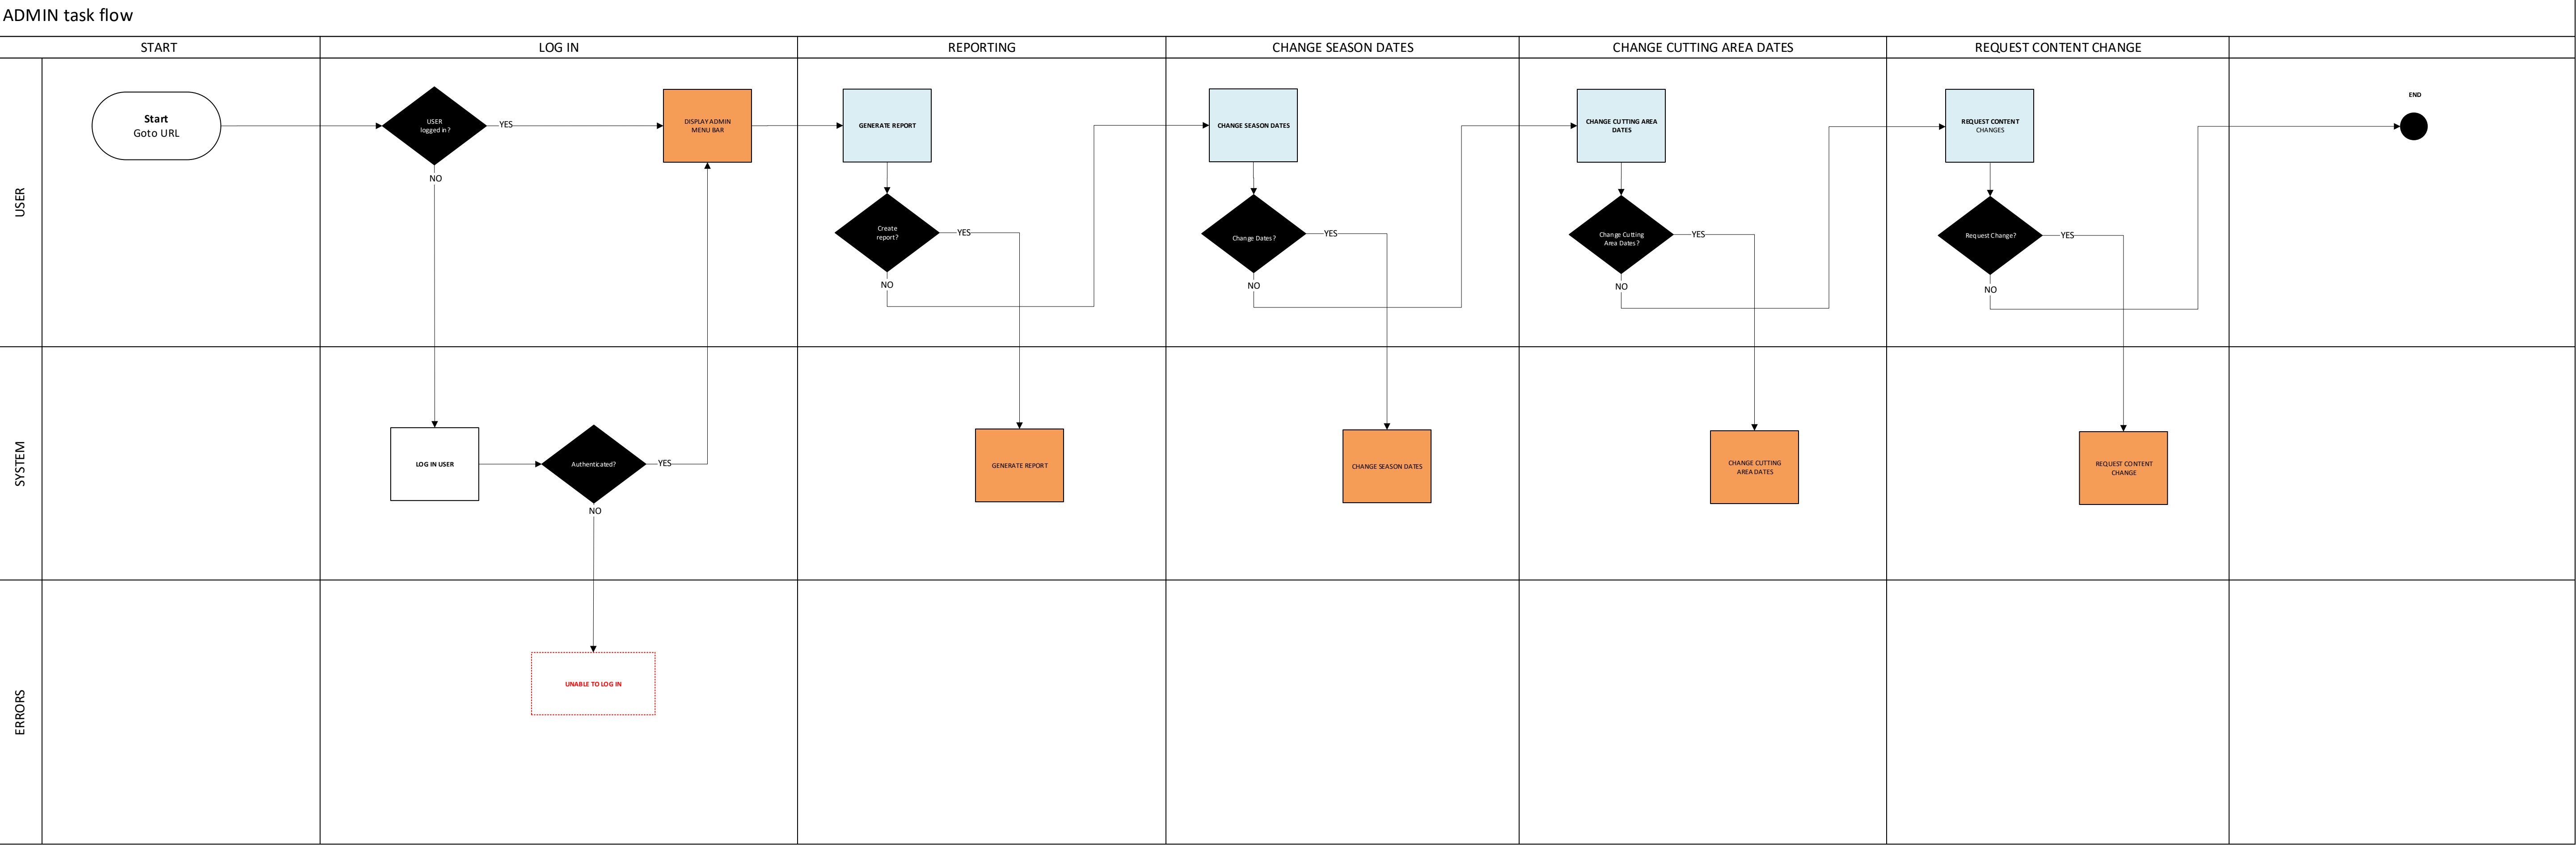 ADMIN task flow
START
LOG IN
REPORTING
CHANGE SEASON DATES
CHANGE CUTTING AREA DATES
REQUEST CONTENT CHANGE
USER
Start
Goto URL
USER
logged in?
YES
NO
DISPLAY ADMIN
MENU BAR
GENERATE REPORT
Create
report?
YES
NO
CHANGE SEASON DATES
Change Dates?
YES
NO
CHANGE CUTTING AREA
DATES
Change Cutting
Area Dates?
YES
NO
REQUEST CONTENT
CHANGES
Request Change?
YES
NO
END
SYSTEM
LOG IN USER
Authenticated?
YES
NO
GENERATE REPORT
CHANGE SEASON DATES
CHANGE CUTTING
AREA DATES
REQUEST CONTENT
CHANGE
ERRORS
UNABLE TO LOG IN